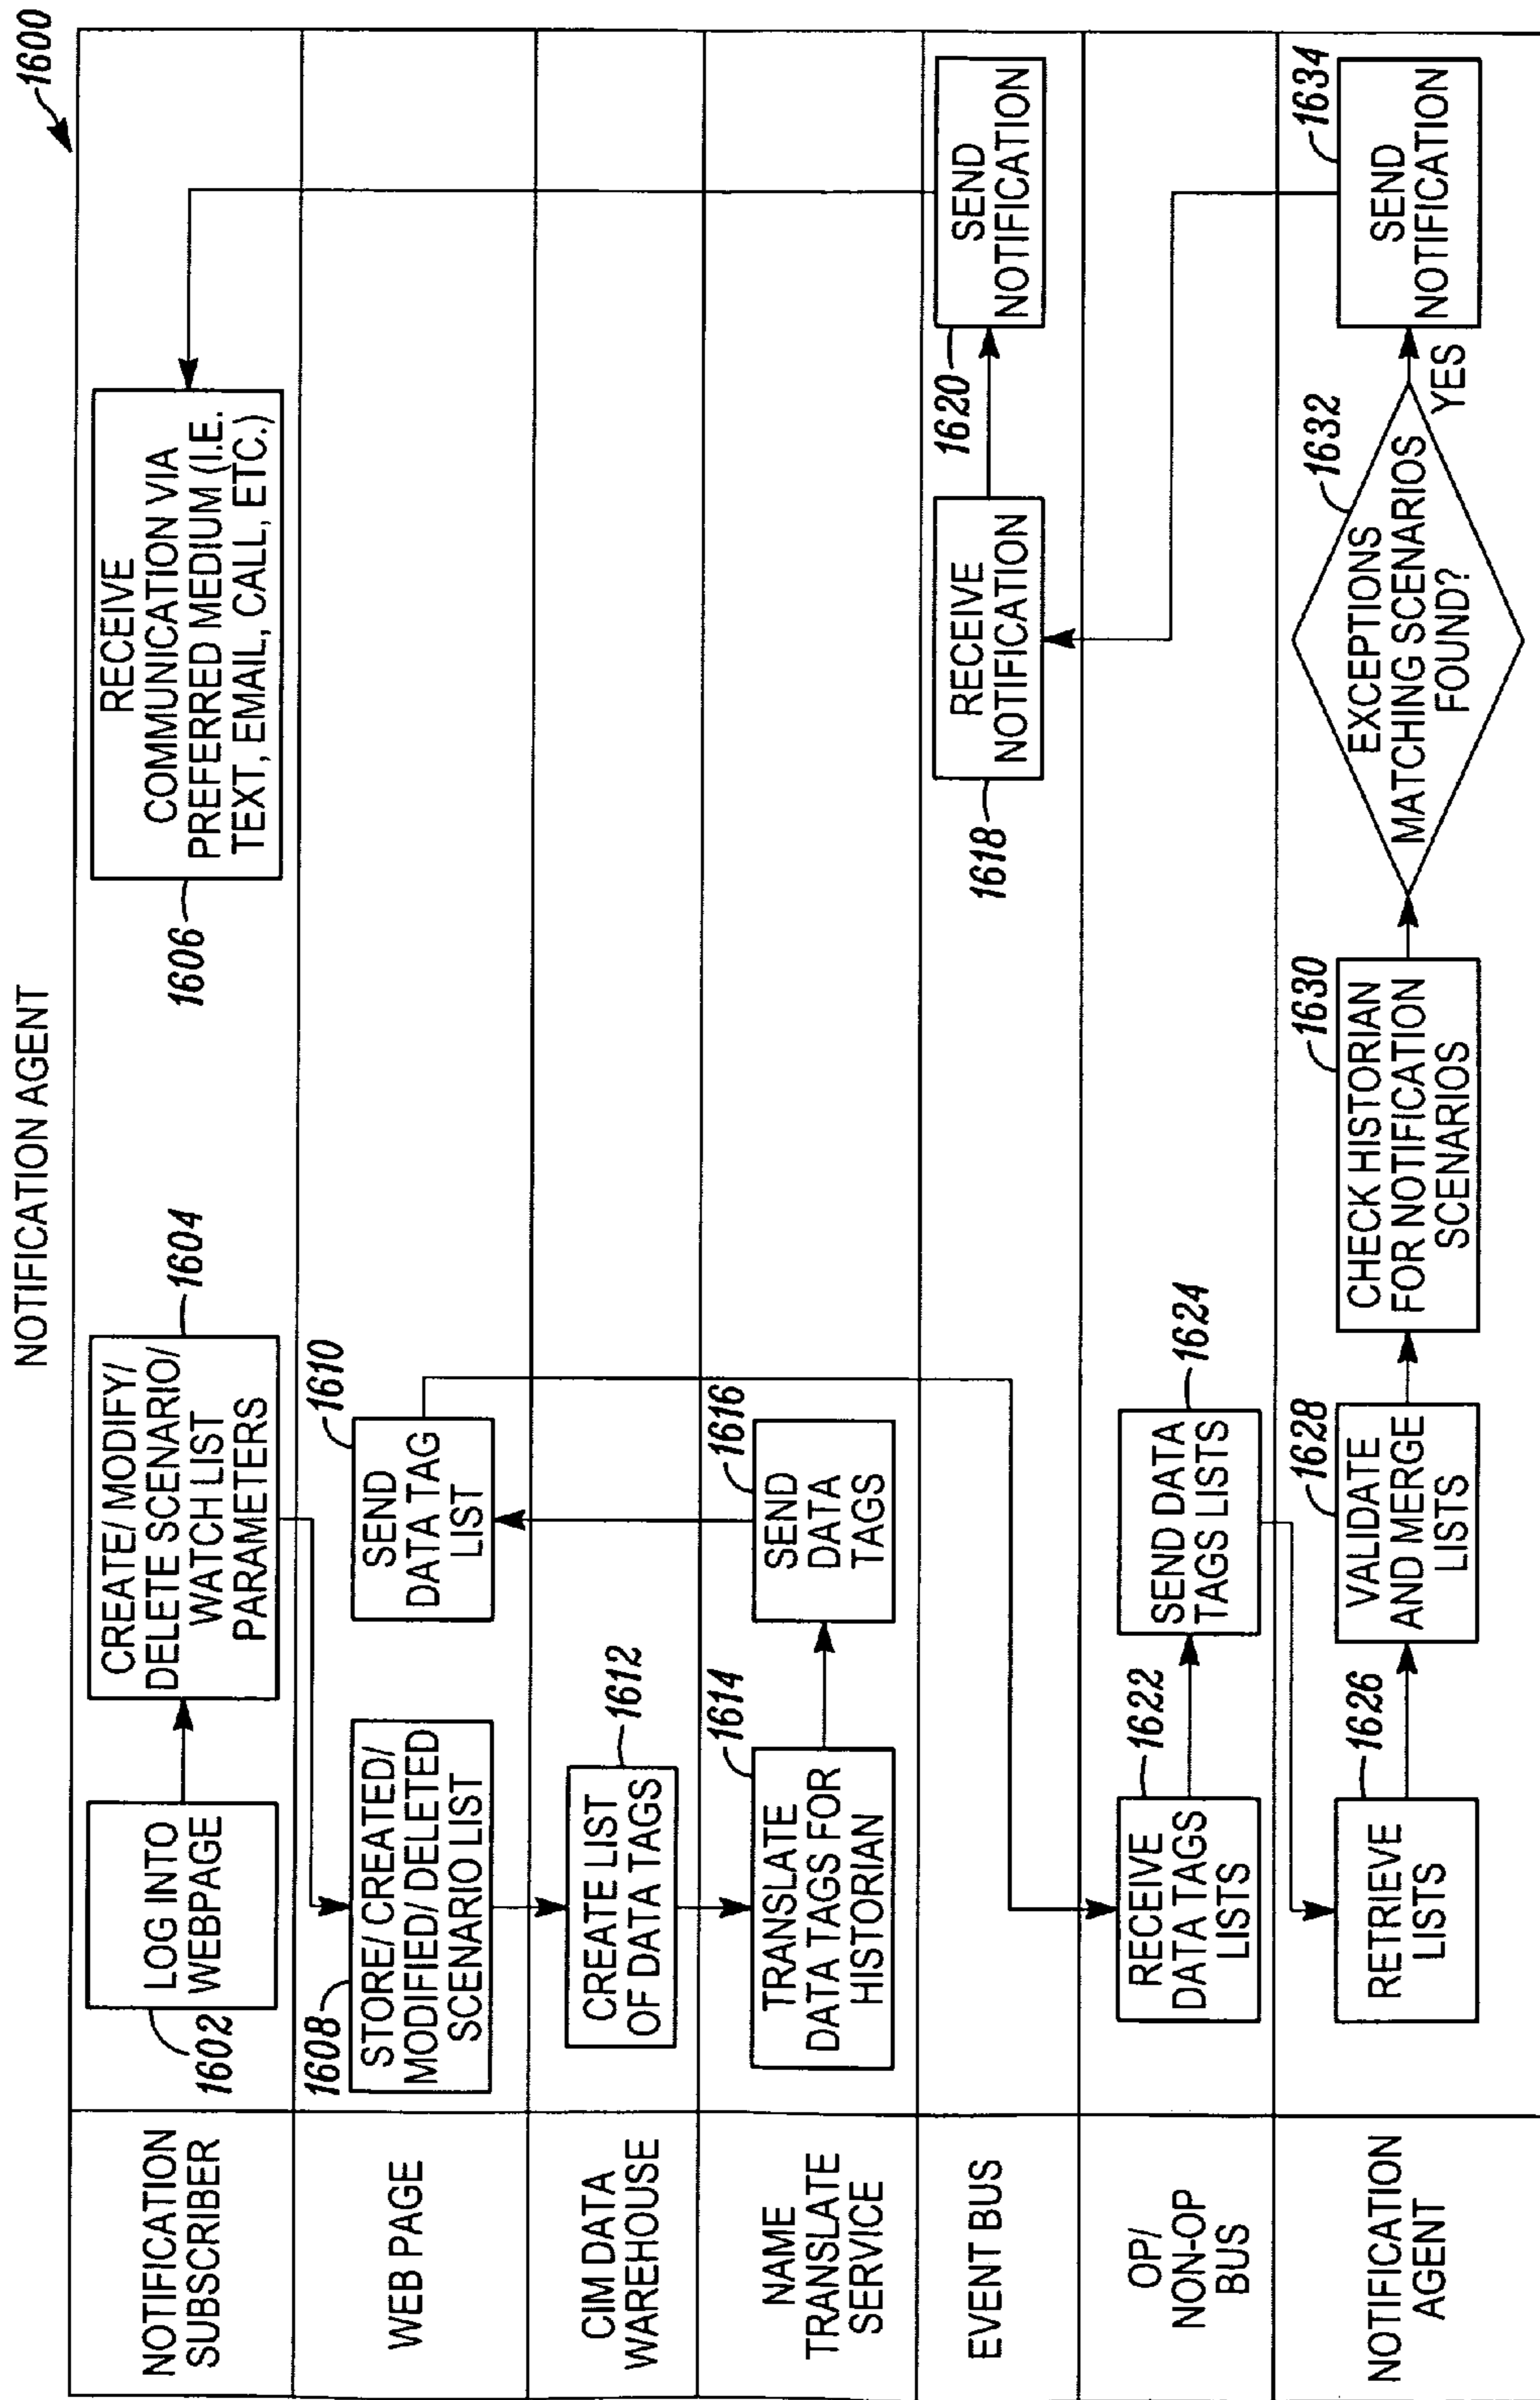 NOTIFICATION AGENT
1600
NOTIFICATION
SUBSCRIBER
LOG INTO
WEBPAGE
1602
CREATE/ MODIFY/
DELETE SCENARIO/
WATCH LIST
PARAMETERS
1604
RECEIVE
COMMUNICATION VIA
PREFERRED MEDIUM (I.E.
TEXT, EMAIL, CALL, ETC.)
1606
WEB PAGE
1608
STORE/ CREATED/
MODIFIED/ DELETED
SCENARIO LIST
1610
SEND
DATA TAG
LIST
CIM DATA
WAREHOUSE
CREATE LIST
OF DATA TAGS
1612
NAME
TRANSLATE
SERVICE
1614
TRANSLATE
DATA TAGS FOR
HISTORIAN
1616
SEND
DATA
TAGS
EVENT BUS
RECEIVE
NOTIFICATION
1618
1620
SEND
NOTIFICATION
OP/
NON-OP
BUS
RECEIVE
DATA TAGS
LISTS
1622
SEND DATA
TAGS LISTS
1624
NOTIFICATION
AGENT
RETRIEVE
LISTS
1626
1628
VALIDATE
AND MERGE
LISTS
1630
CHECK HISTORIAN
FOR NOTIFICATION
SCENARIOS
1632
EXCEPTIONS
MATCHING SCENARIOS
FOUND?
YES
1634
SEND
NOTIFICATION